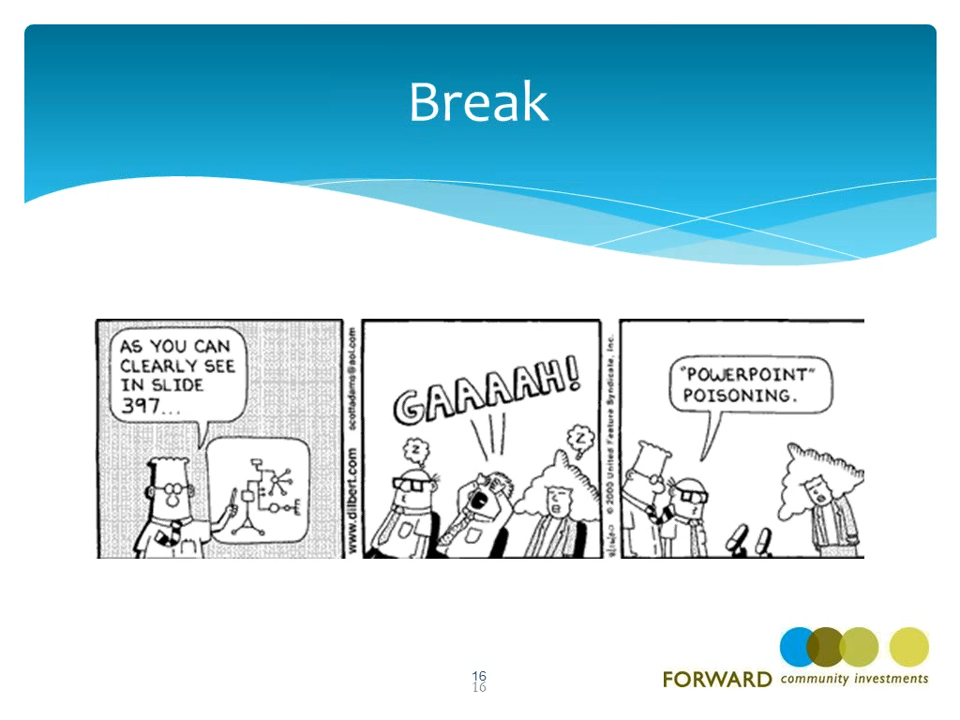 Break
AS YOU CAN
CLEARLY SEE
IN SLIDE
397...
www.dilbert.com scottadams@aol.com
GAAAAH!
Z
Z
© 2000 United Feature Syndicate, Inc.
"POWERPOINT"
POISONING.
16
16
FORWARD community investments